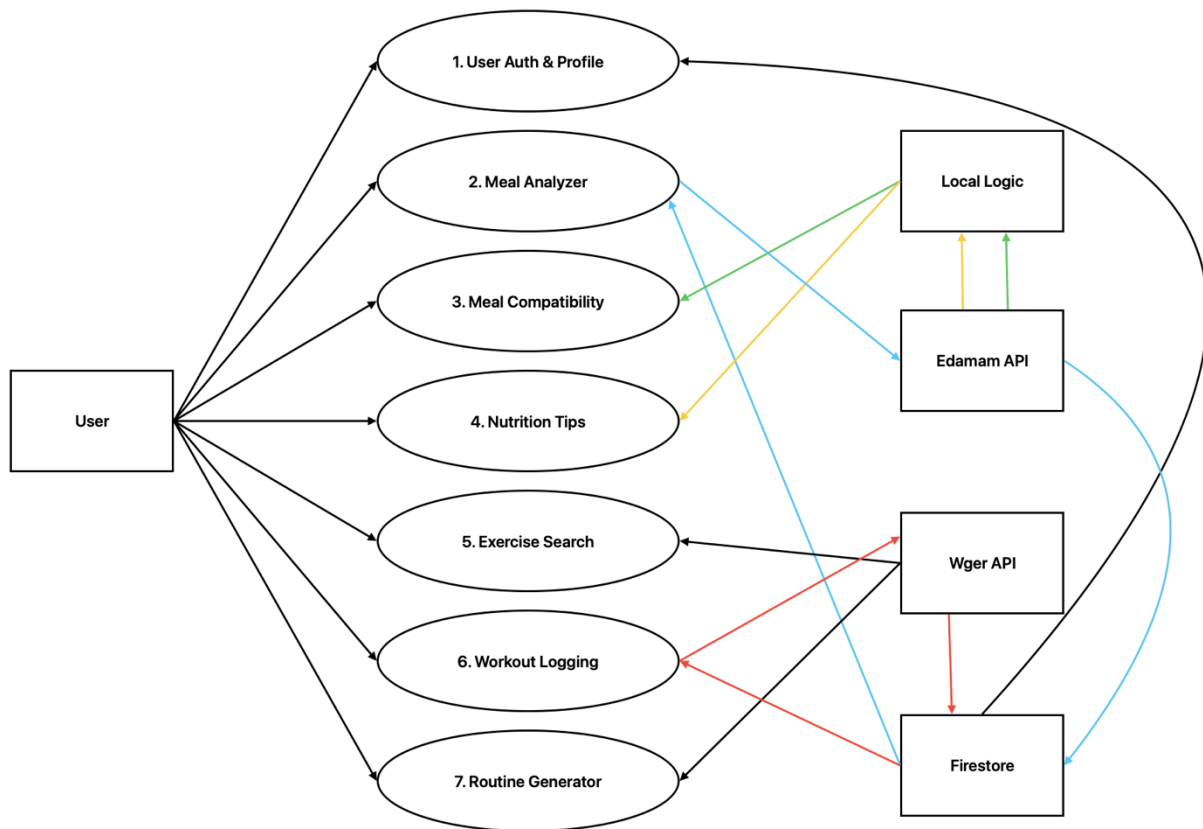 1. User Auth & Profile
2. Meal Analyzer
Local Logic
3. Meal Compatibility
Edamam API
User
4. Nutrition Tips
5. Exercise Search
Wger API
6. Workout Logging
Firestore
7. Routine Generator